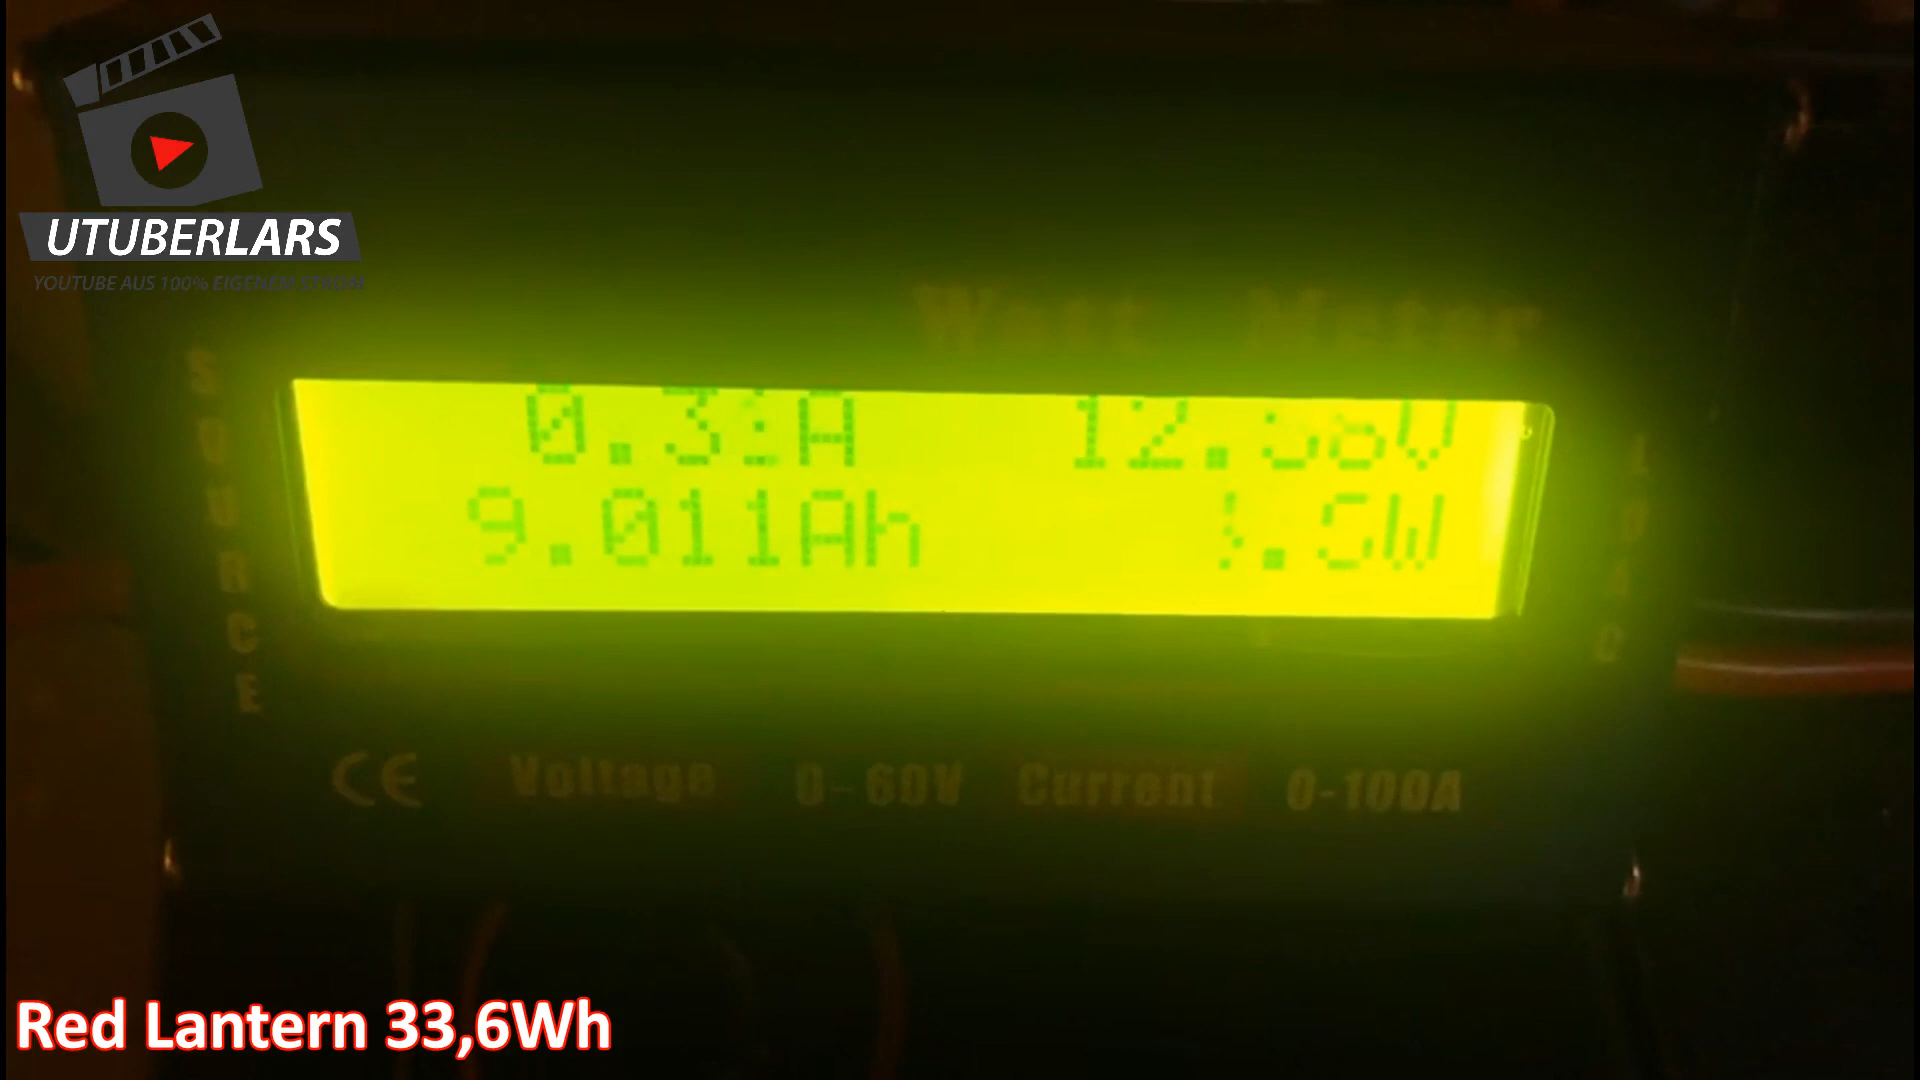 UTUBERLARS
YOUTUBE AUS 100% EIGENEM STROM
Watt Meter
SOURCE
9.011Ah
LOAD
CE Voltage 0-60V Current 0-100A
Red Lantern 33,6Wh